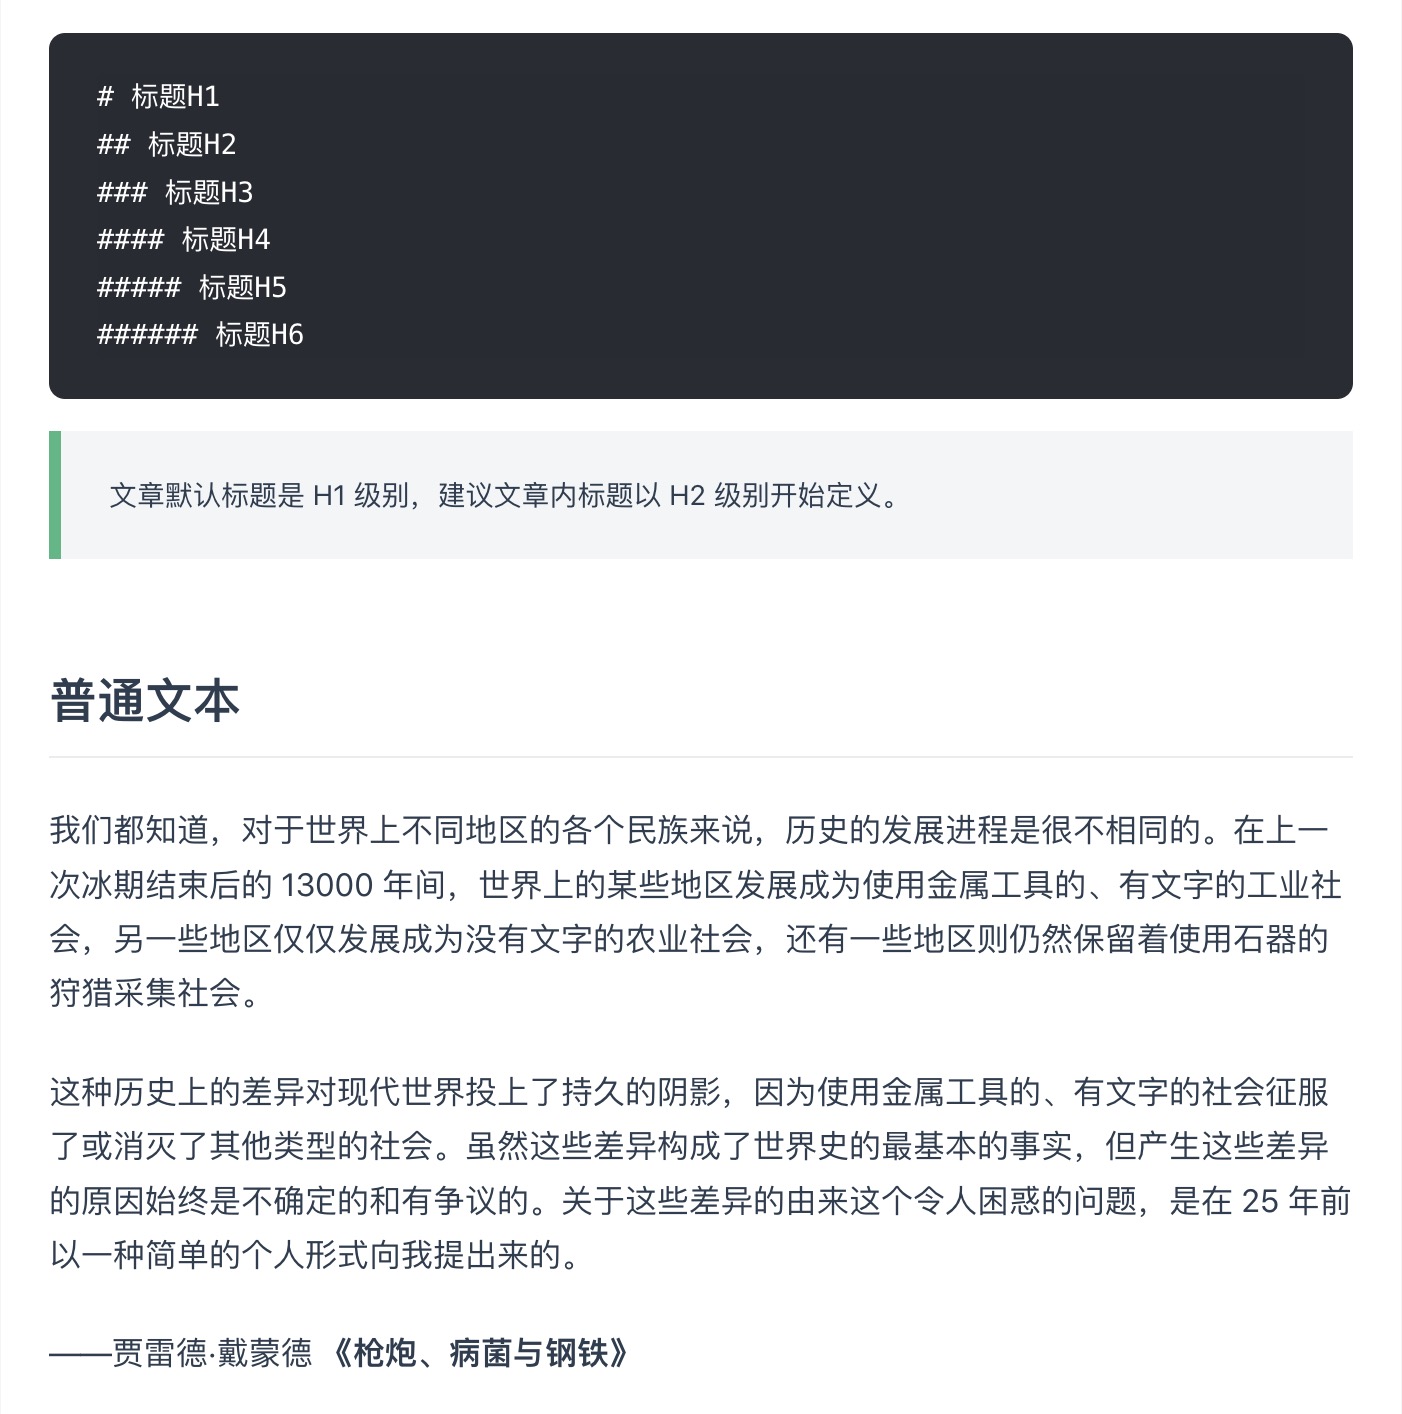 # 标题H1
## 标题H2
### 标题H3
#### 标题H4
##### 标题H5
###### 标题H6
文章默认标题是 H1 级别，建议文章内标题以 H2 级别开始定义。
普通文本
我们都知道，对于世界上不同地区的各个民族来说，历史的发展进程是很不相同的。在上一
次冰期结束后的 13000 年间，世界上的某些地区发展成为使用金属工具的、有文字的工业社
会，另一些地区仅仅发展成为没有文字的农业社会，还有一些地区则仍然保留着使用石器的
狩猎采集社会。
这种历史上的差异对现代世界投上了持久的阴影，因为使用金属工具的、有文字的社会征服
了或消灭了其他类型的社会。虽然这些差异构成了世界史的最基本的事实，但产生这些差异
的原因始终是不确定的和有争议的。关于这些差异的由来这个令人困惑的问题，是在 25 年前
以一种简单的个人形式向我提出来的。
——贾雷德·戴蒙德 《枪炮、病菌与钢铁》